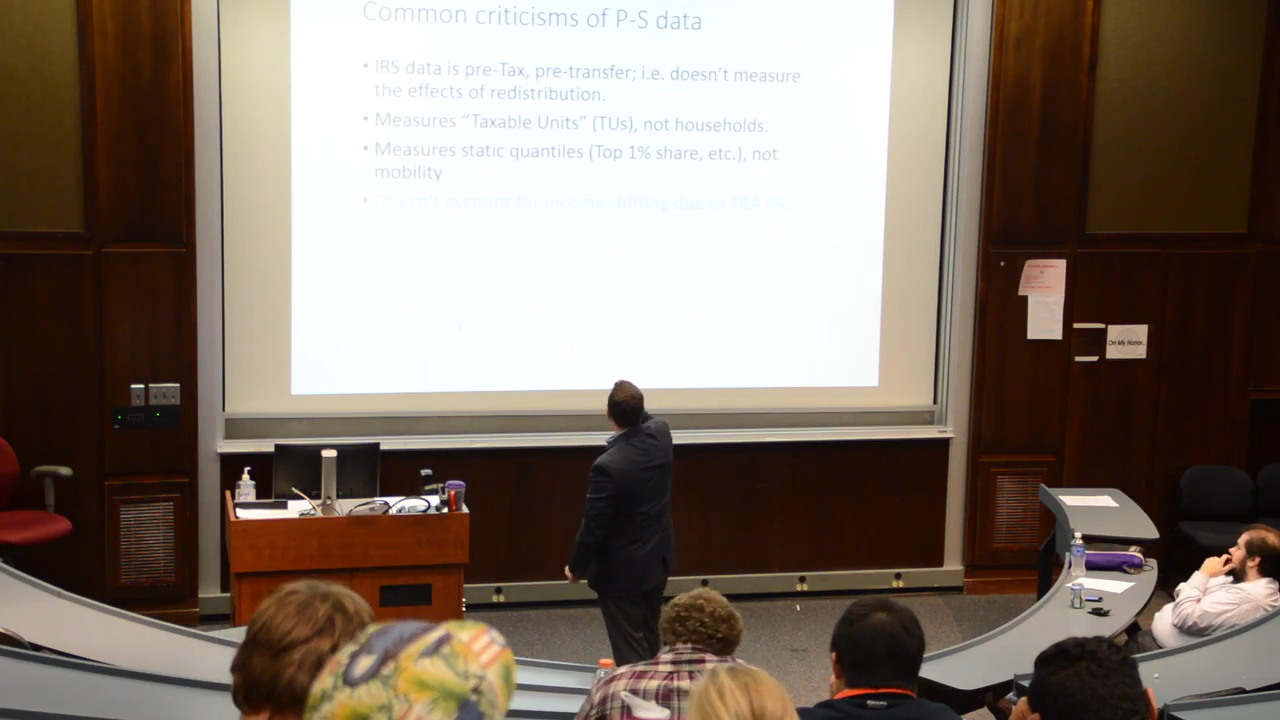 Common criticisms of P-S data
• IRS data is pre-Tax, pre-transfer; i.e. doesn't measure
the effects of redistribution.
• Measures "Taxable Units" (TUs), not households.
• Measures static quantiles (Top 1% share, etc.), not
mobility
• Doesn't account for income shifting due to TRA 86.
On My Honor...